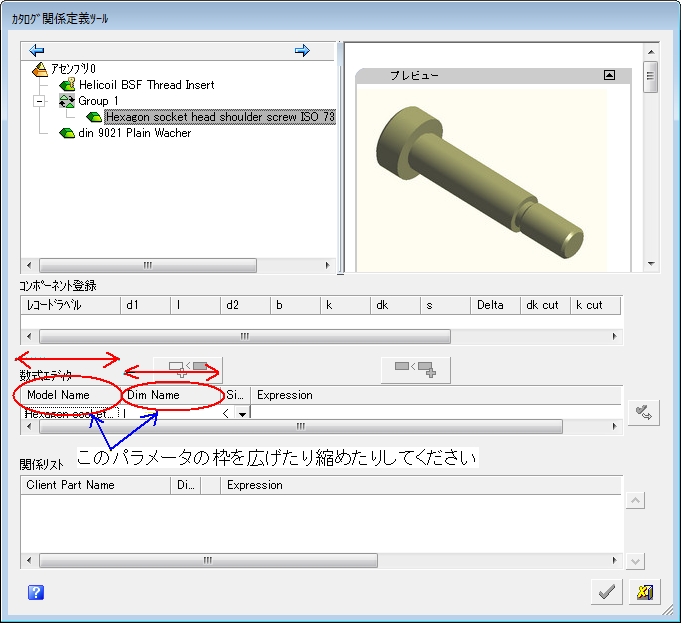 カタログ関係定義ツール
アセンブリ0
Helicoil BSF Thread Insert
Group 1
Hexagon socket head shoulder screw ISO 73
din 9021 Plain Wacher
プレビュー
コンポーネント登録
レコードラベル d1 l d2 b k dk s Delta dk cut k cut
数式エディタ
Model Name Dim Name Si... Expression
Hexagon socket... l <
このパラメータの枠を広げたり縮めたりしてください
関係リスト
Client Part Name Di... Expression